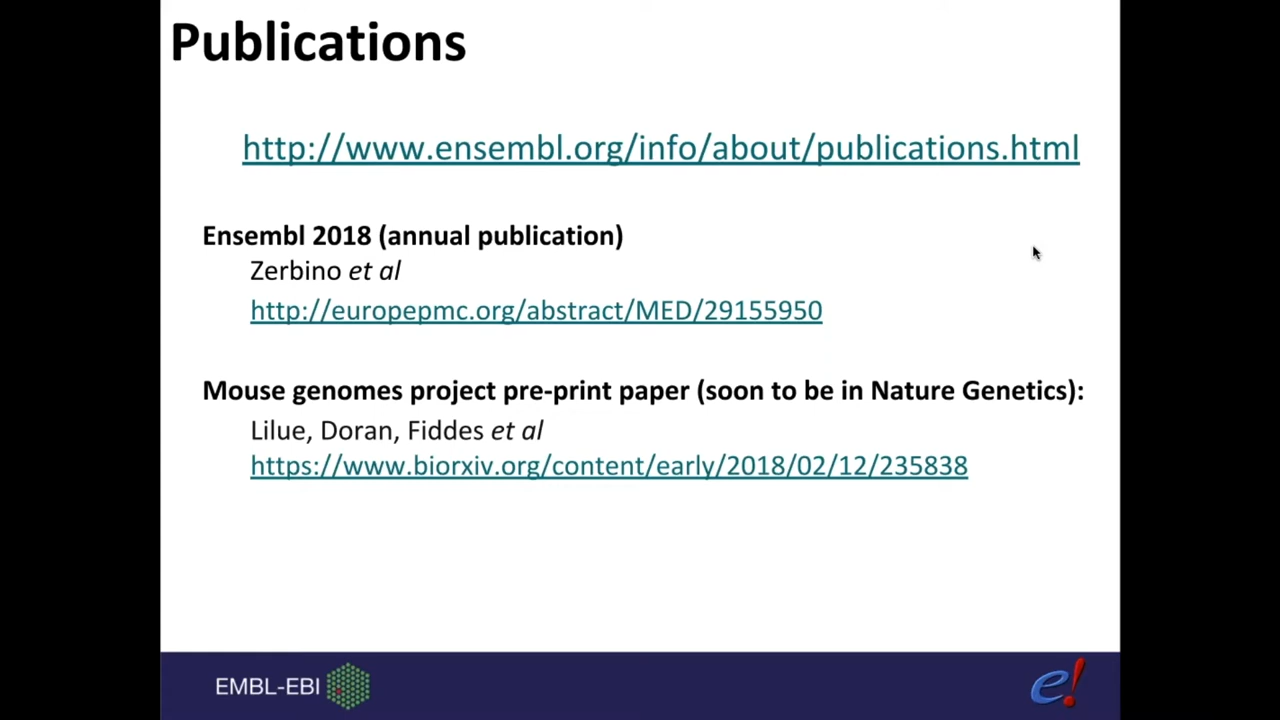 Publications
http://www.ensembl.org/info/about/publications.html
Ensembl 2018 (annual publication)
Zerbino et al
http://europepmc.org/abstract/MED/29155950
Mouse genomes project pre-print paper (soon to be in Nature Genetics):
Lilue, Doran, Fiddes et al
https://www.biorxiv.org/content/early/2018/02/12/235838
EMBL-EBI
e!